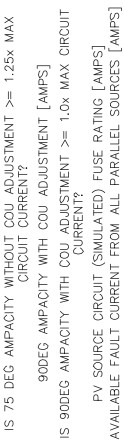 IS 75 DEG AMPACITY WITHOUT COU ADJUSTMENT >= 1.25x MAX
CIRCUIT CURRENT?
90DEG AMPACITY WITH COU ADJUSTMENT [AMPS]
IS 90DEG AMPACITY WITH COU ADJUSTMENT >= 1.0x MAX CIRCUIT
CURRENT?
PV SOURCE CIRCUIT (SIMULATED) FUSE RATING [AMPS]
AVAILABLE FAULT CURRENT FROM ALL PARALLEL SOURCES [AMPS]